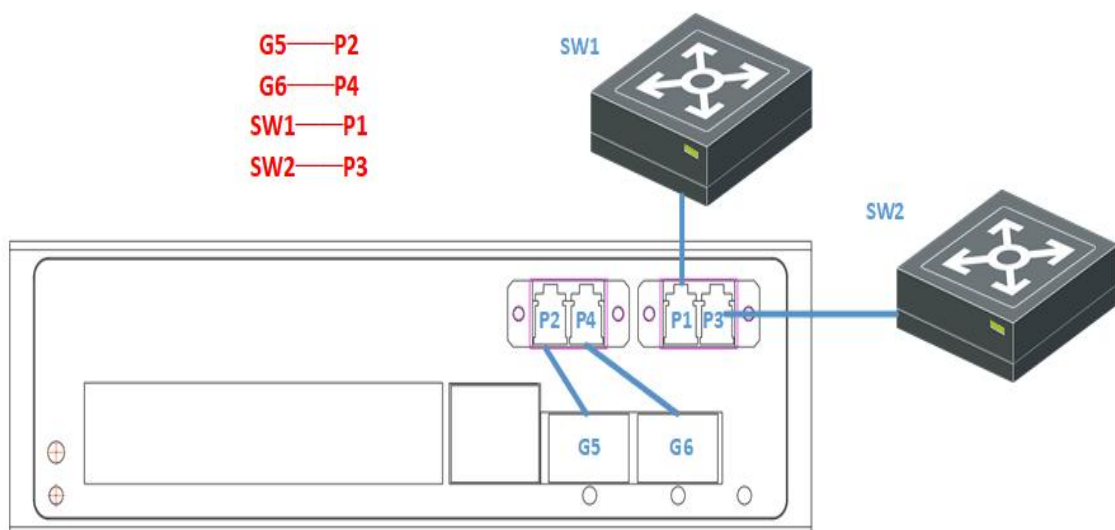 G5——P2
G6——P4
SW1——P1
SW2——P3
SW1
SW2
P2 P4 P1 P3
G5 G6